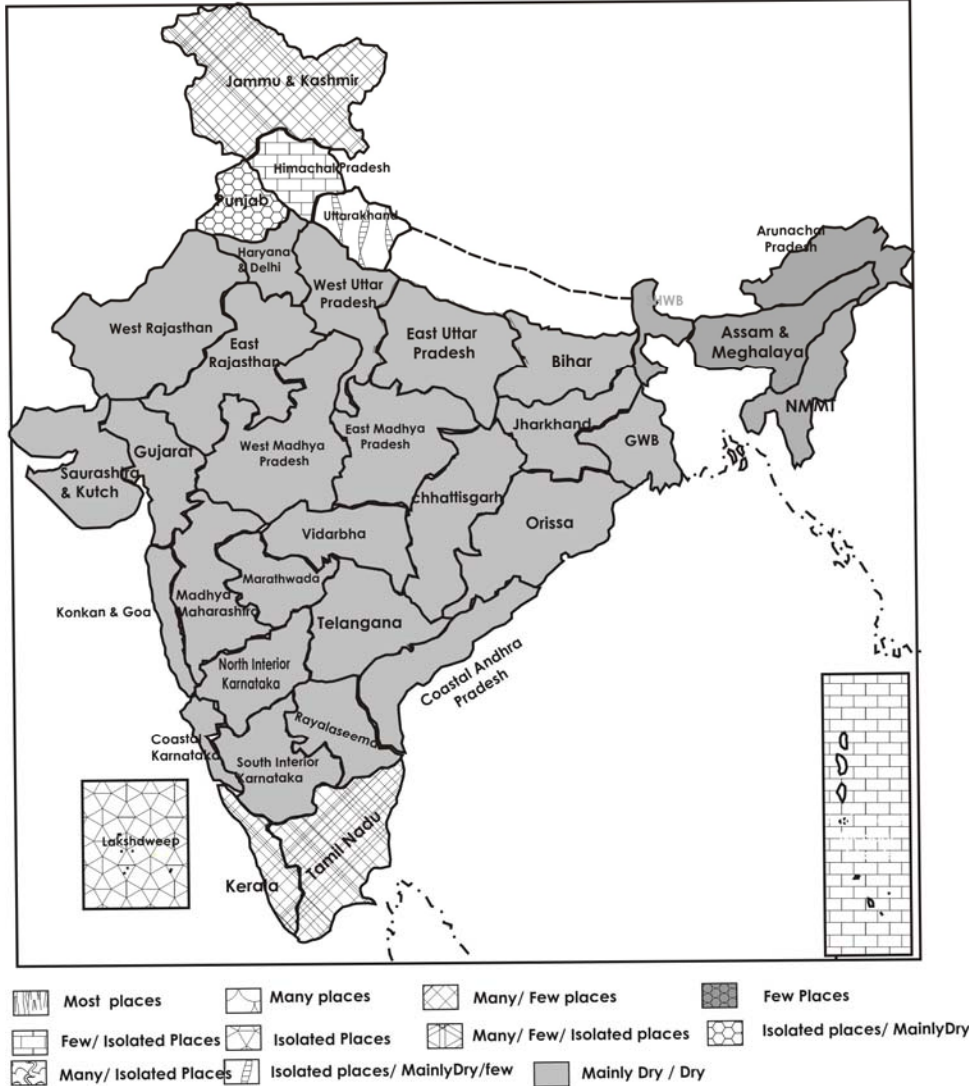 Jammu & Kashmir
Himachal Pradesh
Punjab
Uttarakhand
Haryana
& Delhi
Arunachal
Pradesh
West Uttar
Pradesh
West Rajasthan
East
Rajasthan
East Uttar
Pradesh
Bihar
Assam &
Meghalaya
NMMT
Gujarat
West Madhya
Pradesh
East Madhya
Pradesh
Jharkhand
GWB
Saurashtra
& Kutch
chhattisgarh
Orissa
Vidarbha
Konkan & Goa
Madhya
Maharashtra
Marathwada
Telangana
North Interior
Karnataka
Coastal Andhra
Pradesh
Rayalaseema
Coastal
Karnataka
South Interior
Karnataka
Lakshdweep
Kerala
Tamil Nadu
Most places
Many places
Many/ Few places
Few Places
Few/ Isolated Places
Isolated Places
Many/ Few/ Isolated places
Isolated places/ MainlyDry
Many/ Isolated Places
Isolated places/ MainlyDry/few
Mainly Dry / Dry